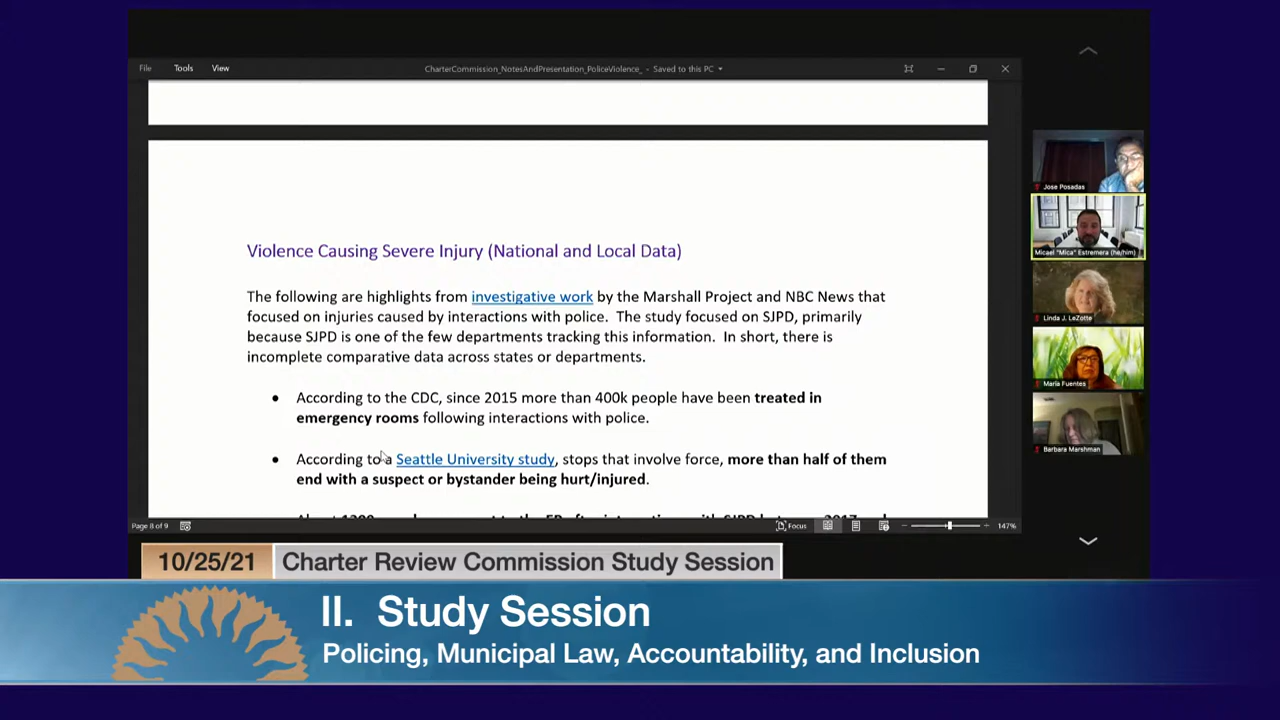 File Tools View CharterCommission_NotesAndPresentation_PoliceViolence_ - Saved to this PC
Violence Causing Severe Injury (National and Local Data)
The following are highlights from investigative work by the Marshall Project and NBC News that
focused on injuries caused by interactions with police. The study focused on SJPD, primarily
because SJPD is one of the few departments tracking this information. In short, there is
incomplete comparative data across states or departments.
• According to the CDC, since 2015 more than 400k people have been treated in
emergency rooms following interactions with police.
• According to a Seattle University study, stops that involve force, more than half of them
end with a suspect or bystander being hurt/injured.
Page 8 of 9 Focus 147%
Jose Posadas
Micael "Mica" Estremera (he/him)
Linda J. LeZotte
Maria Fuentes
Barbara Marshman
10/25/21 Charter Review Commission Study Session
II. Study Session
Policing, Municipal Law, Accountability, and Inclusion